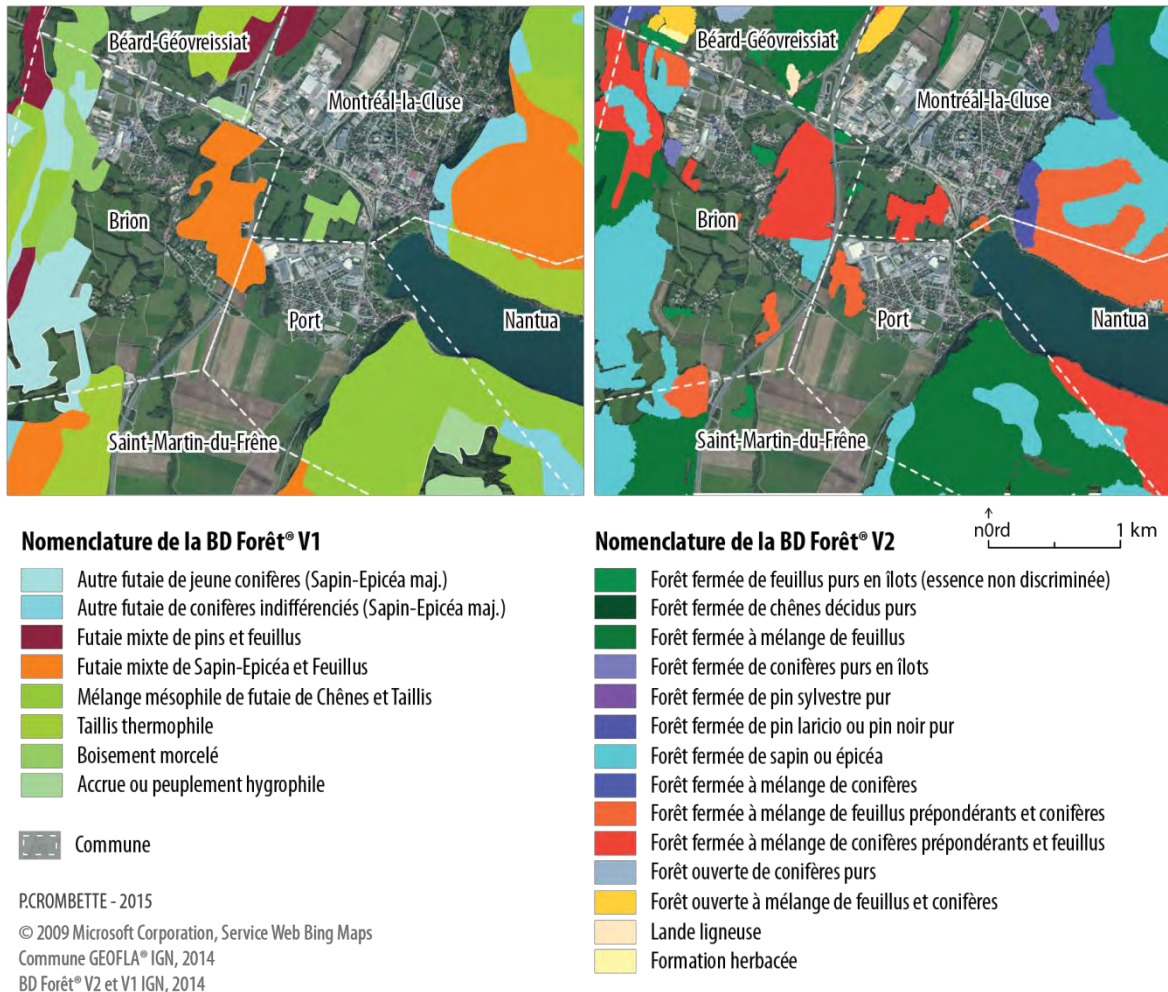 Béard-Géovreissiat
Montréal-la-Cluse
Brion
Port
Nantua
Saint-Martin-du-Frêne
Béard-Géovreissiat
Montréal-la-Cluse
Brion
Port
Nantua
Saint-Martin-du-Frêne
n0rd
1 km
Nomenclature de la BD Forêt® V1
Autre futaie de jeune conifères (Sapin-Epicéa maj.)
Autre futaie de conifères indifférenciés (Sapin-Epicéa maj.)
Futaie mixte de pins et feuillus
Futaie mixte de Sapin-Epicéa et Feuillus
Mélange mésophile de futaie de Chênes et Taillis
Taillis thermophile
Boisement morcelé
Accrue ou peuplement hygrophile
Commune
P.CROMBETTE - 2015
© 2009 Microsoft Corporation, Service Web Bing Maps
Commune GEOFLA® IGN, 2014
BD Forêt® V2 et V1 IGN, 2014
Nomenclature de la BD Forêt® V2
Forêt fermée de feuillus purs en îlots (essence non discriminée)
Forêt fermée de chênes décidus purs
Forêt fermée à mélange de feuillus
Forêt fermée de conifères purs en îlots
Forêt fermée de pin sylvestre pur
Forêt fermée de pin laricio ou pin noir pur
Forêt fermée de sapin ou épicéa
Forêt fermée à mélange de conifères
Forêt fermée à mélange de feuillus prépondérants et conifères
Forêt fermée à mélange de conifères prépondérants et feuillus
Forêt ouverte de conifères purs
Forêt ouverte à mélange de feuillus et conifères
Lande ligneuse
Formation herbacée